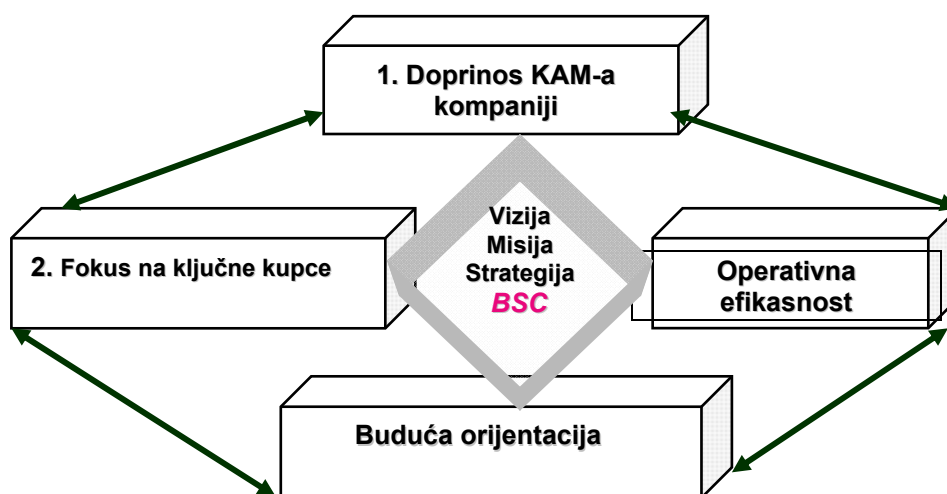 1. Doprinos KAM-a
kompaniji
Vizija
Misija
Strategija
BSC
2. Fokus na ključne kupce
Operativna
efikasnost
Buduća orijentacija